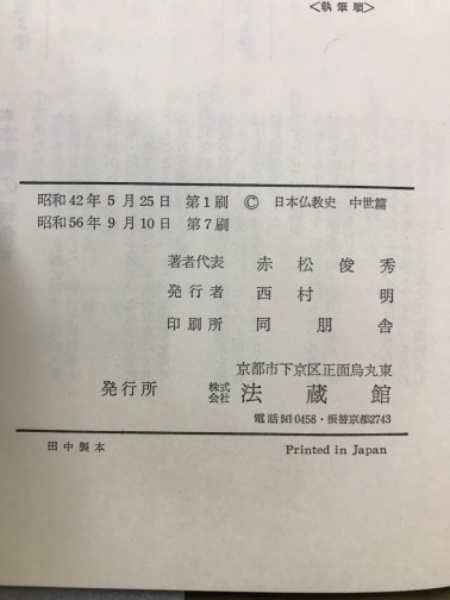 ＜執筆順＞
昭和42年5月25日 第1刷 © 日本仏教史 中世篇
昭和56年9月10日 第7刷
著者代表 赤松俊秀
発行者 西村明
印刷所 同朋舎
京都市下京区正面烏丸東
発行所 株式会社 法蔵館
電話 0458・振替京都2743
田中製本 Printed in Japan